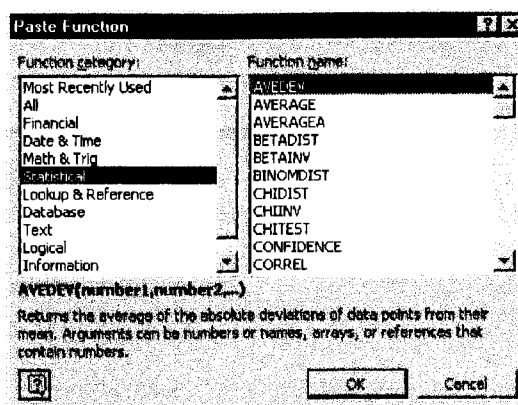 Paste Function
Function category:
Most Recently Used
All
Financial
Date & Time
Math & Trig
Statistical
Lookup & Reference
Database
Text
Logical
Information
Function name:
AVEDEV
AVERAGE
AVERAGEA
BETADIST
BETAINV
BINOMDIST
CHIDIST
CHIINV
CHITEST
CONFIDENCE
CORREL
AVEDEV(number1,number2,...)
Returns the average of the absolute deviations of data points from their
mean. Arguments can be numbers or names, arrays, or references that
contain numbers.
OK
Cancel